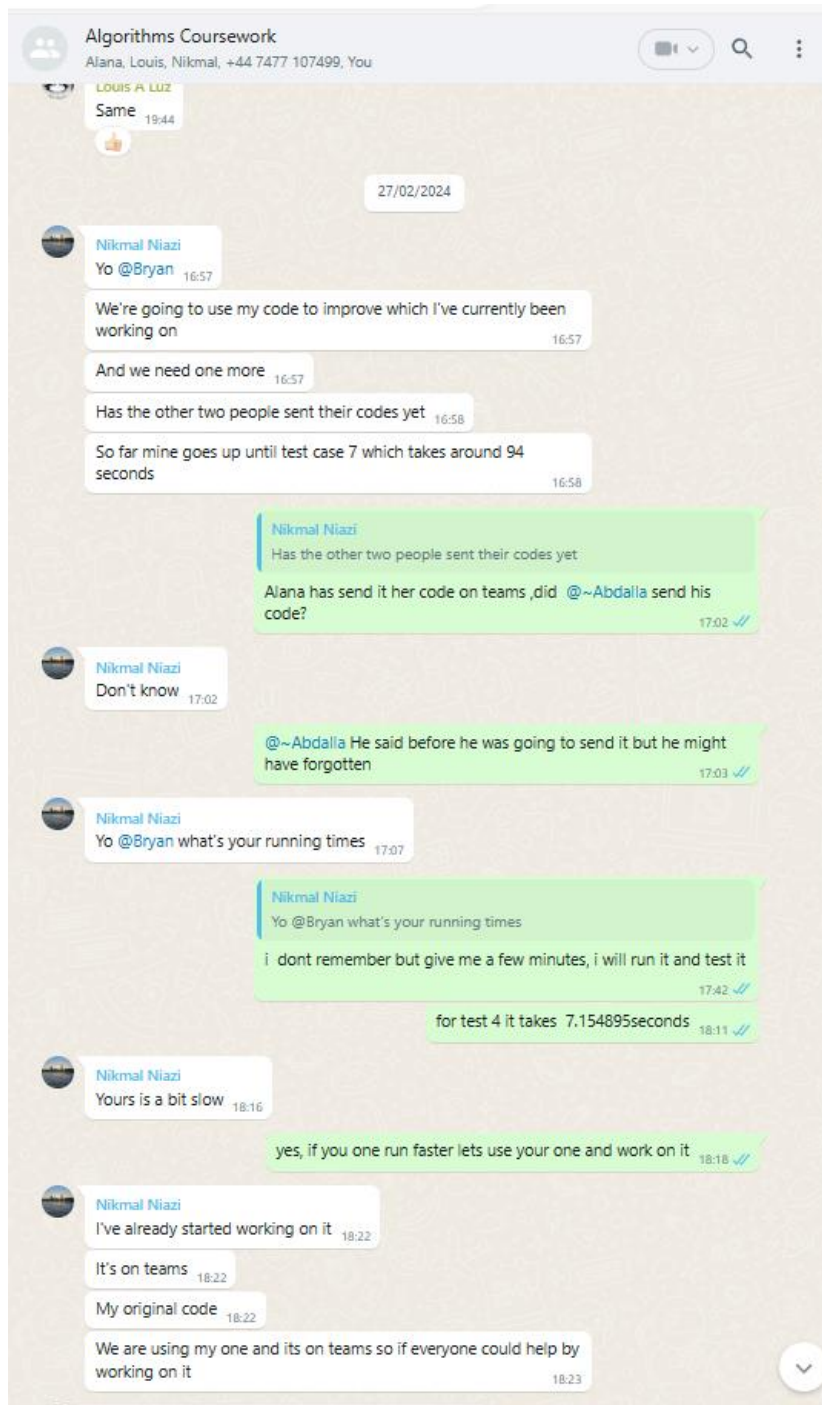 Algorithms Coursework
Alana, Louis, Nikmal, +44 7477 107499, You
Louis A Luz
Same 19:44
27/02/2024
Nikmal Niazi
Yo @Bryan 16:57
We're going to use my code to improve which I've currently been
working on
16:57
And we need one more 16:57
Has the other two people sent their codes yet 16:58
So far mine goes up until test case 7 which takes around 94
seconds
16:58
Nikmal Niazi
Has the other two people sent their codes yet
Alana has send it her code on teams ,did @~Abdalla send his
code?
17:02
Nikmal Niazi
Don't know 17:02
@~Abdalla He said before he was going to send it but he might
have forgotten
17:03
Nikmal Niazi
Yo @Bryan what's your running times 17:07
Nikmal Niazi
Yo @Bryan what's your running times
i dont remember but give me a few minutes, i will run it and test it
17:42
for test 4 it takes 7.154895seconds 18:11
Nikmal Niazi
Yours is a bit slow 18:16
yes, if you one run faster lets use your one and work on it 18:18
Nikmal Niazi
I've already started working on it 18:22
It's on teams 18:22
My original code 18:22
We are using my one and its on teams so if everyone could help by
working on it
18:23